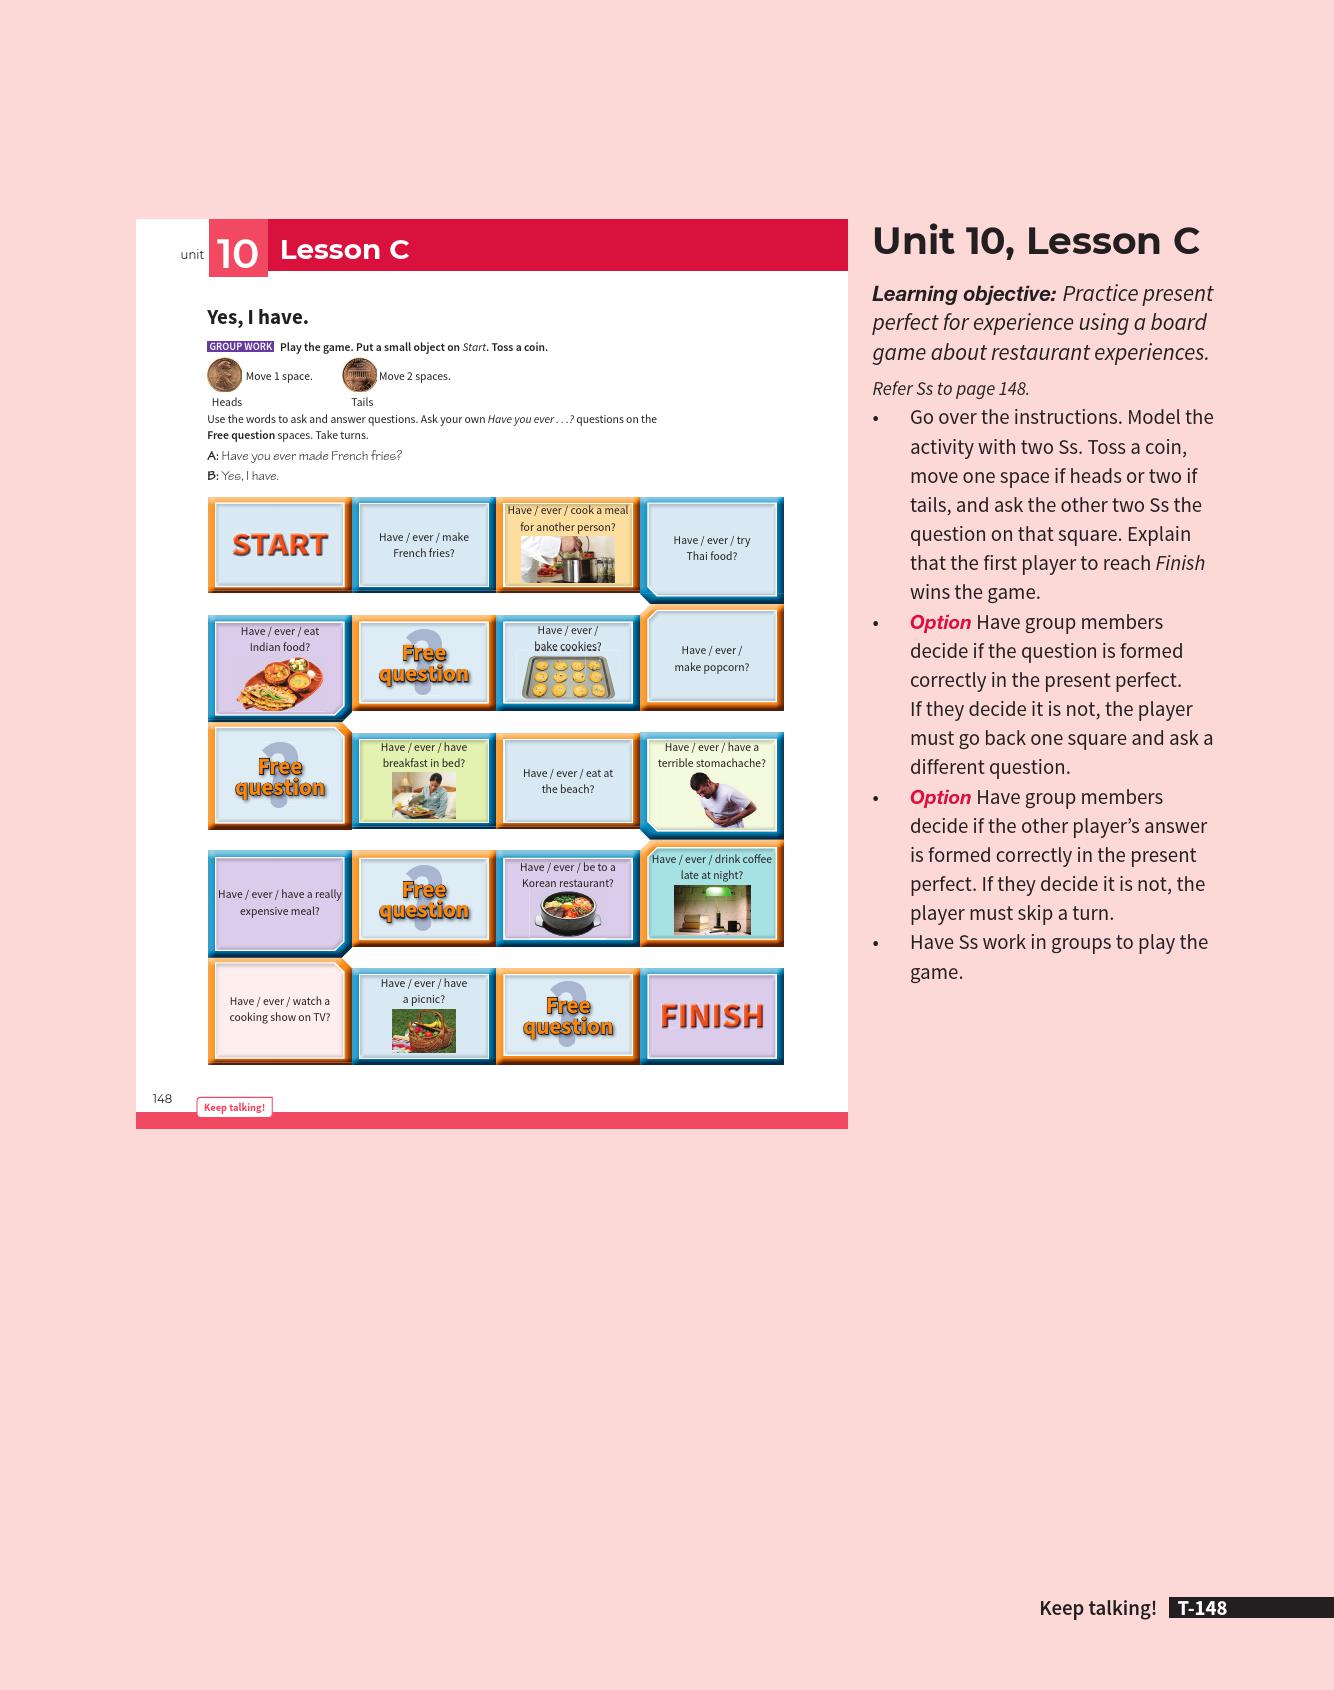 unit 10 Lesson C
Yes, I have.
GROUP WORK Play the game. Put a small object on Start. Toss a coin.
Move 1 space. Move 2 spaces.
Heads Tails
Use the words to ask and answer questions. Ask your own Have you ever . . . ? questions on the
Free question spaces. Take turns.
A: Have you ever made French fries?
B: Yes, I have.
START
Have / ever / make
French fries?
Have / ever / cook a meal
for another person?
Have / ever / try
Thai food?
Have / ever / eat
Indian food?
?
Free
question
Have / ever /
bake cookies?
Have / ever /
make popcorn?
?
Free
question
Have / ever / have
breakfast in bed?
Have / ever / eat at
the beach?
Have / ever / have a
terrible stomachache?
Have / ever / have a really
expensive meal?
?
Free
question
Have / ever / be to a
Korean restaurant?
Have / ever / drink coffee
late at night?
Have / ever / watch a
cooking show on TV?
Have / ever / have
a picnic?
?
Free
question
FINISH
148
Keep talking!
Unit 10, Lesson C
Learning objective: Practice present
perfect for experience using a board
game about restaurant experiences.
Refer Ss to page 148.
• Go over the instructions. Model the
activity with two Ss. Toss a coin,
move one space if heads or two if
tails, and ask the other two Ss the
question on that square. Explain
that the first player to reach Finish
wins the game.
• Option Have group members
decide if the question is formed
correctly in the present perfect.
If they decide it is not, the player
must go back one square and ask a
different question.
• Option Have group members
decide if the other player’s answer
is formed correctly in the present
perfect. If they decide it is not, the
player must skip a turn.
• Have Ss work in groups to play the
game.
Keep talking! T-148